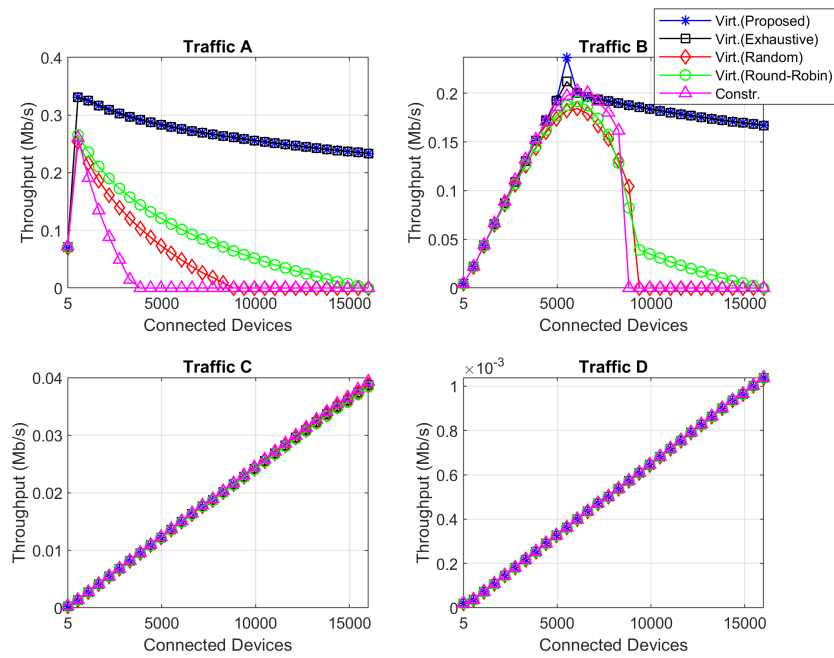 Virt.(Proposed)
Virt.(Exhaustive)
Virt.(Random)
Virt.(Round-Robin)
Constr.
Traffic A
Throughput (Mb/s)
0.4
0.3
0.2
0.1
0
5 5000 10000 15000
Connected Devices
Traffic B
Throughput (Mb/s)
0.2
0.15
0.1
0.05
0
5 5000 10000 15000
Connected Devices
Traffic C
Throughput (Mb/s)
0.04
0.03
0.02
0.01
0
5 5000 10000 15000
Connected Devices
Traffic D
×10⁻³
Throughput (Mb/s)
1
0.8
0.6
0.4
0.2
0
5 5000 10000 15000
Connected Devices